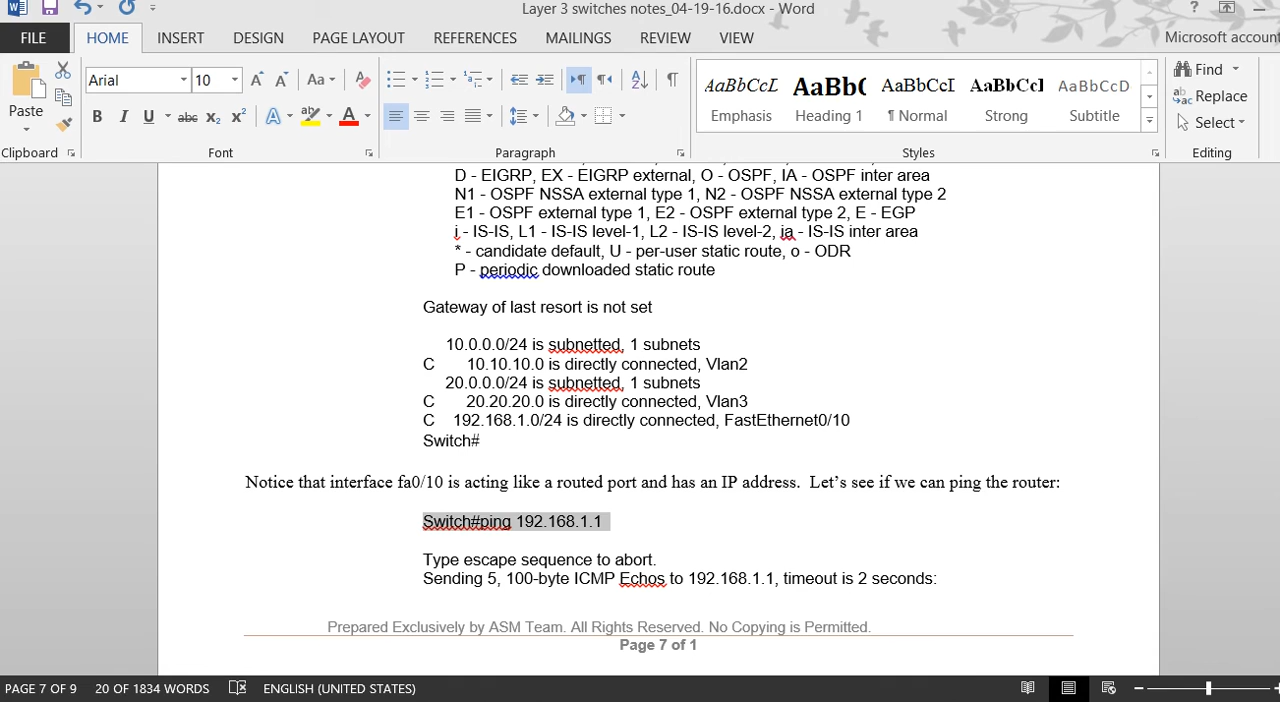 Layer 3 switches notes_04-19-16.docx - Word
FILE HOME INSERT DESIGN PAGE LAYOUT REFERENCES MAILINGS REVIEW VIEW Microsoft account
Paste
Arial 10
Clipboard Font Paragraph Styles Editing
AaBbCcL AaBb( AaBbCcI AaBbCcI AaBbCcD
Emphasis Heading 1 ¶ Normal Strong Subtitle
Find
Replace
Select
D - EIGRP, EX - EIGRP external, O - OSPF, IA - OSPF inter area
N1 - OSPF NSSA external type 1, N2 - OSPF NSSA external type 2
E1 - OSPF external type 1, E2 - OSPF external type 2, E - EGP
i - IS-IS, L1 - IS-IS level-1, L2 - IS-IS level-2, ia - IS-IS inter area
* - candidate default, U - per-user static route, o - ODR
P - periodic downloaded static route
Gateway of last resort is not set
10.0.0.0/24 is subnetted, 1 subnets
C 10.10.10.0 is directly connected, Vlan2
20.0.0.0/24 is subnetted, 1 subnets
C 20.20.20.0 is directly connected, Vlan3
C 192.168.1.0/24 is directly connected, FastEthernet0/10
Switch#
Notice that interface fa0/10 is acting like a routed port and has an IP address. Let’s see if we can ping the router:
Switch#ping 192.168.1.1
Type escape sequence to abort.
Sending 5, 100-byte ICMP Echos to 192.168.1.1, timeout is 2 seconds:
Prepared Exclusively by ASM Team. All Rights Reserved. No Copying is Permitted.
Page 7 of 1
PAGE 7 OF 9 20 OF 1834 WORDS ENGLISH (UNITED STATES)